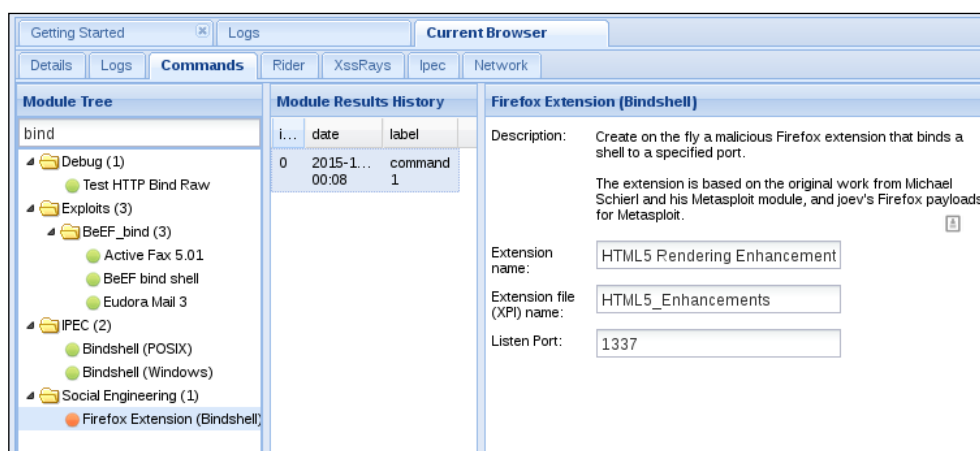 Getting Started
Logs
Current Browser
Details
Logs
Commands
Rider
XssRays
Ipec
Network
Module Tree
bind
Debug (1)
Test HTTP Bind Raw
Exploits (3)
BeEF_bind (3)
Active Fax 5.01
BeEF bind shell
Eudora Mail 3
IPEC (2)
Bindshell (POSIX)
Bindshell (Windows)
Social Engineering (1)
Firefox Extension (Bindshell)
Module Results History
i...
date
label
0
2015-1...
00:08
command
1
Firefox Extension (Bindshell)
Description:
Create on the fly a malicious Firefox extension that binds a
shell to a specified port.
The extension is based on the original work from Michael
Schierl and his Metasploit module, and joev's Firefox payloads
for Metasploit.
Extension
name:
HTML5 Rendering Enhancement
Extension file
(XPI) name:
HTML5_Enhancements
Listen Port:
1337